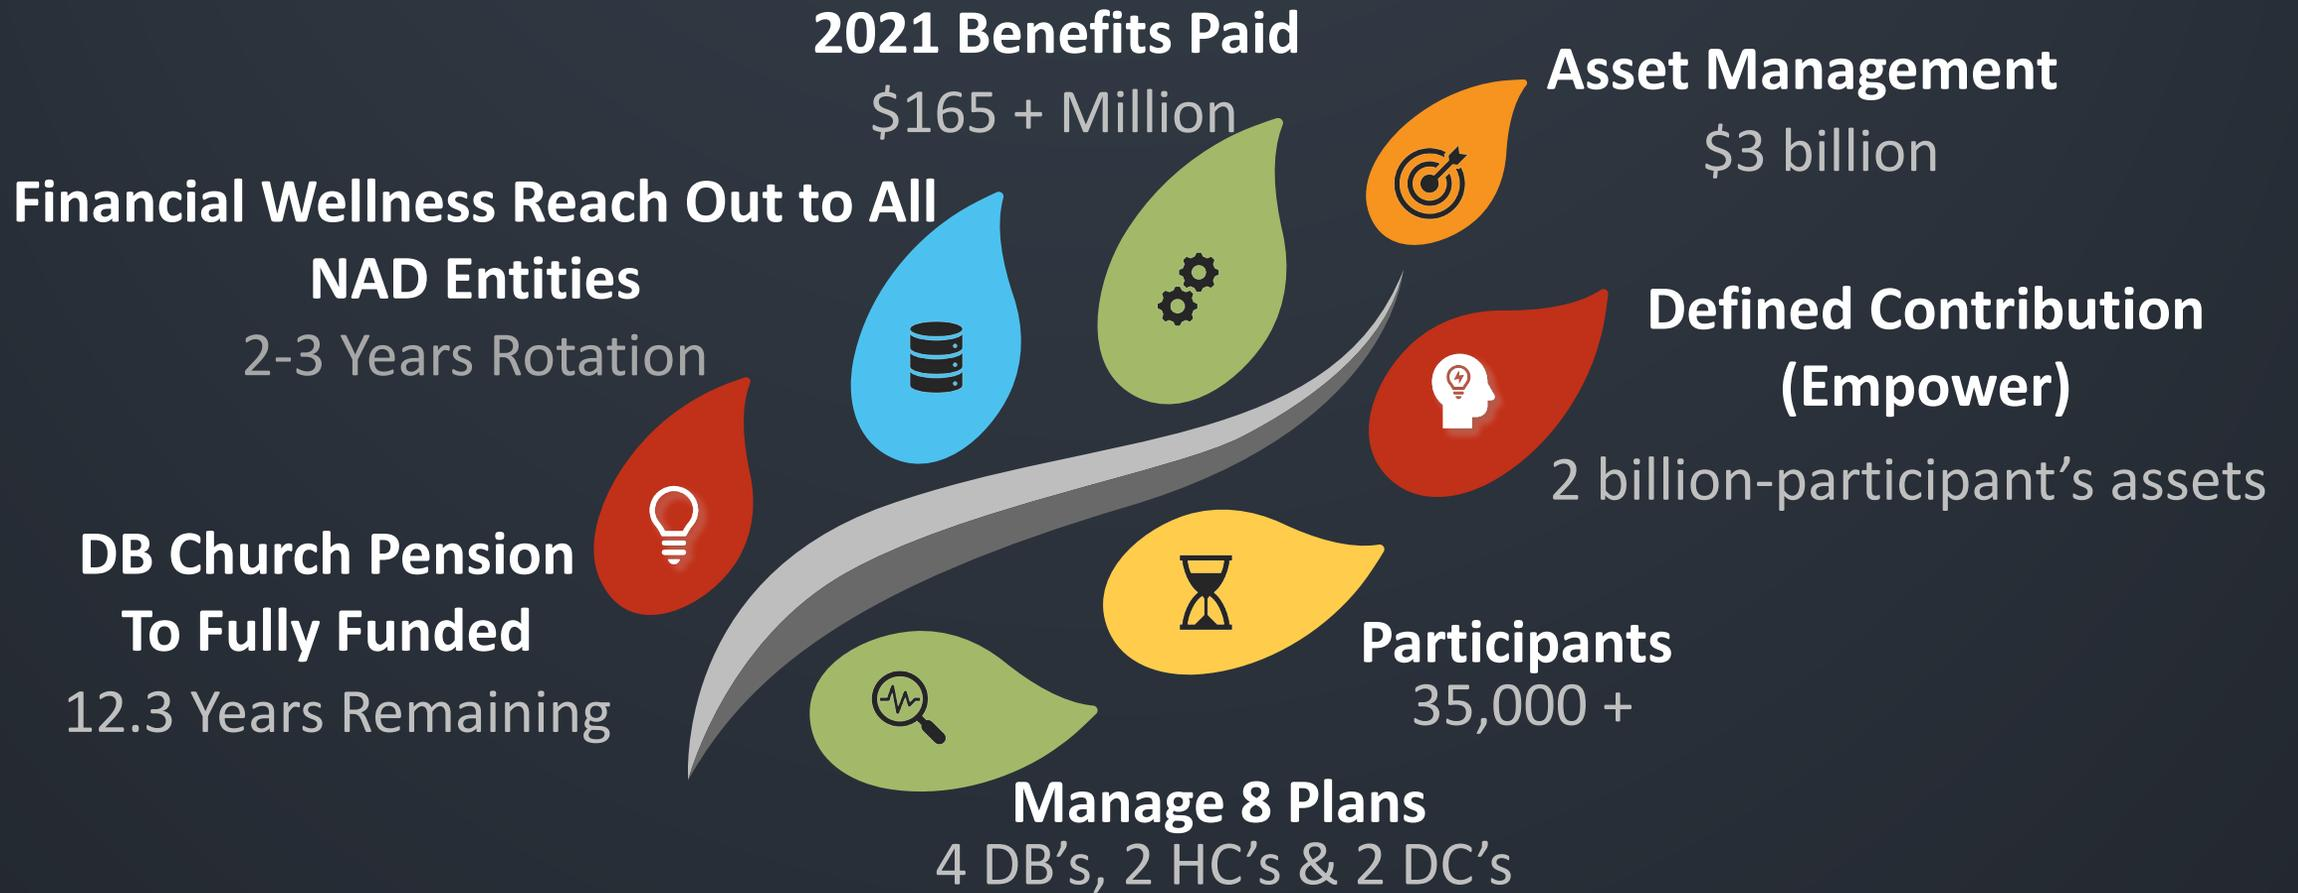 2021 Benefits Paid
$165 + Million
Asset Management
$3 billion
Financial Wellness Reach Out to All
NAD Entities
2-3 Years Rotation
Defined Contribution
(Empower)
2 billion-participant’s assets
DB Church Pension
To Fully Funded
12.3 Years Remaining
Participants
35,000 +
Manage 8 Plans
4 DB’s, 2 HC’s & 2 DC’s